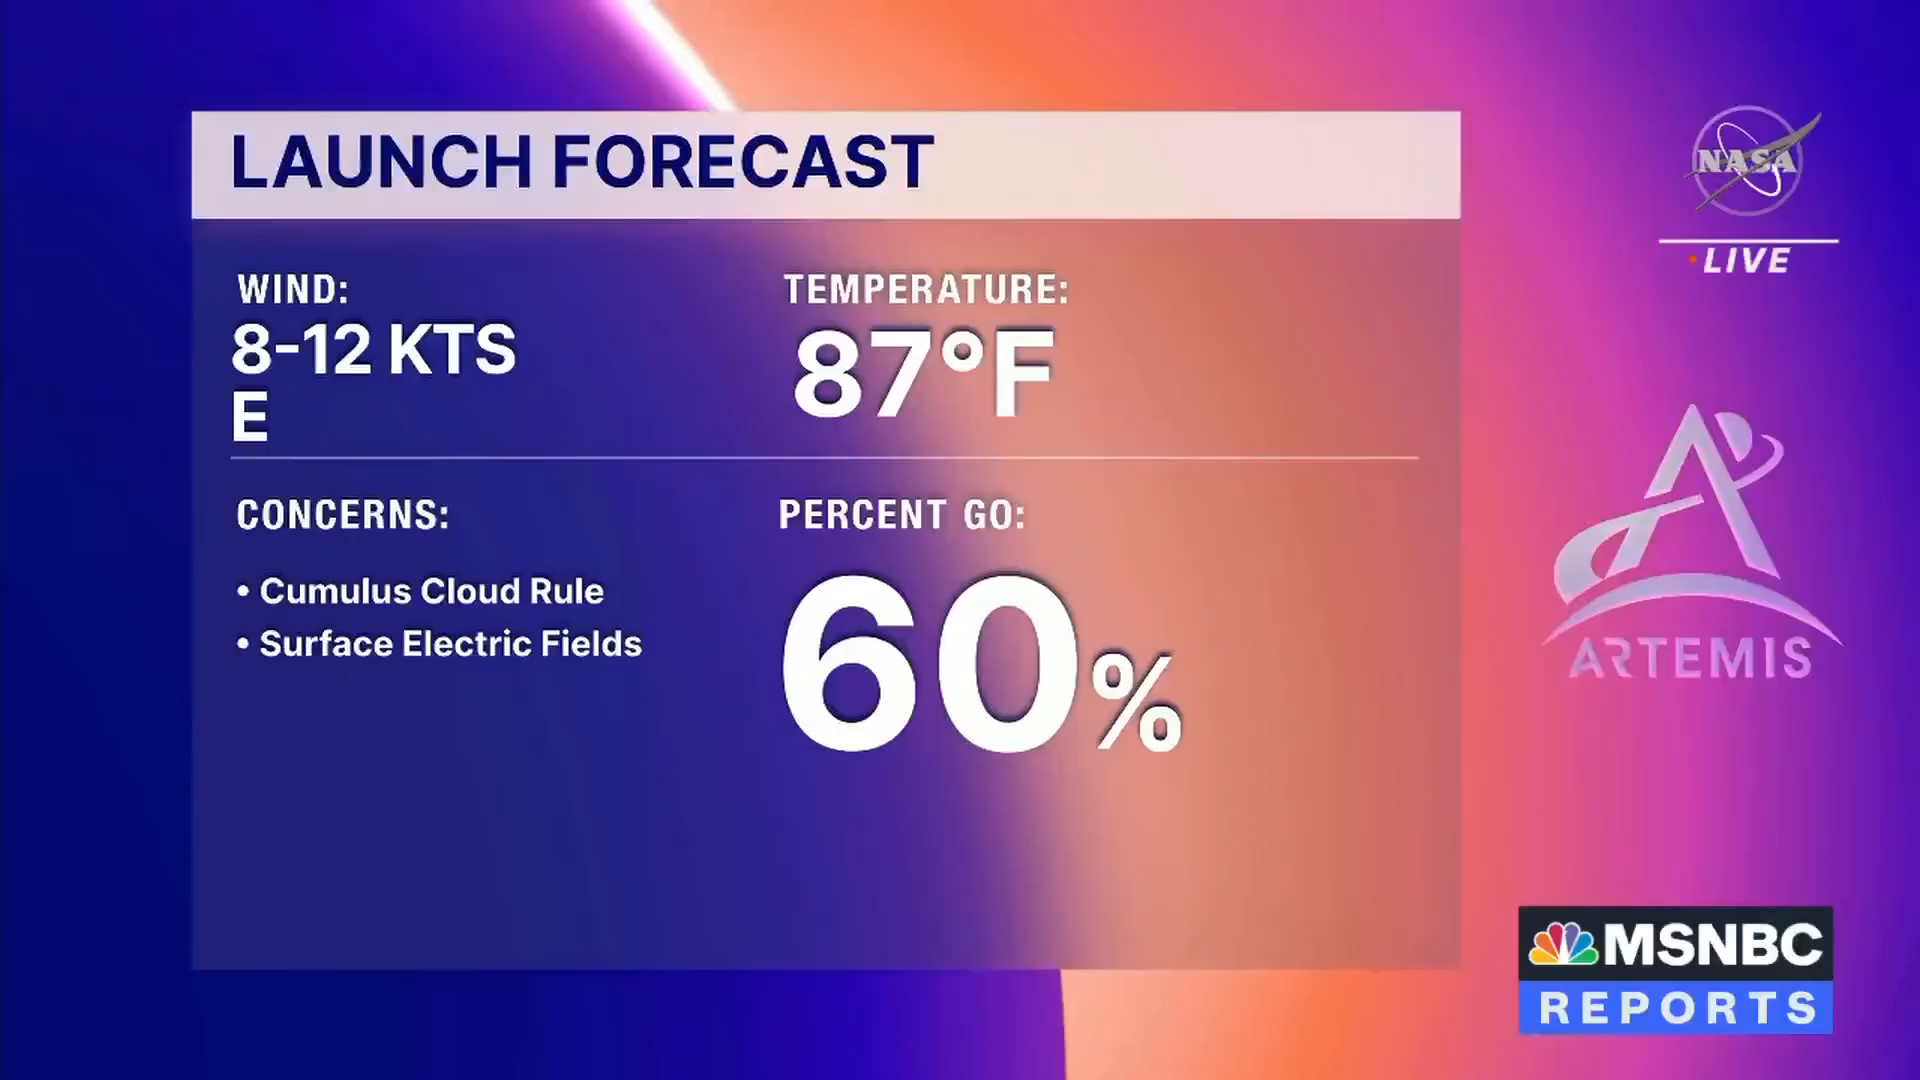 LAUNCH FORECAST
NASA
LIVE
WIND:
8-12 KTS
E
TEMPERATURE:
87°F
CONCERNS:
• Cumulus Cloud Rule
• Surface Electric Fields
PERCENT GO:
60%
ARTEMIS
MSNBC
REPORTS